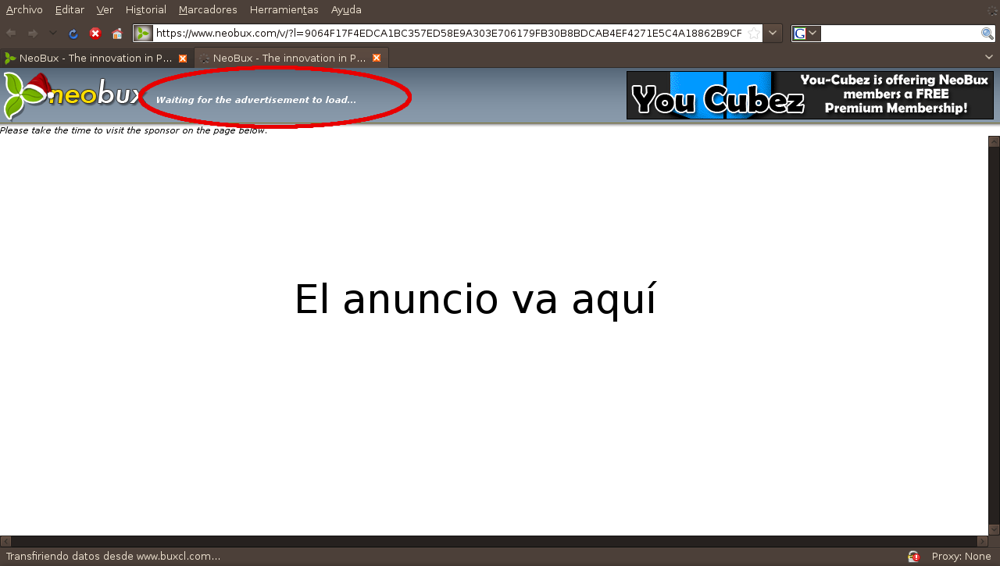 Archivo Editar Ver Historial Marcadores Herramientas Ayuda
https://www.neobux.com/v/?l=9064F17F4EDCA1BC357ED58E9A303E706179FB30B8BDCAB4EF4271E5C4A18862B9CF
G
NeoBux - The innovation in P...
NeoBux - The innovation in P...
neobux
Waiting for the advertisement to load...
You Cubez
You-Cubez is offering NeoBux
members a FREE
Premium Membership!
Please take the time to visit the sponsor on the page below.
El anuncio va aquí
Transfiriendo datos desde www.buxcl.com...
Proxy: None